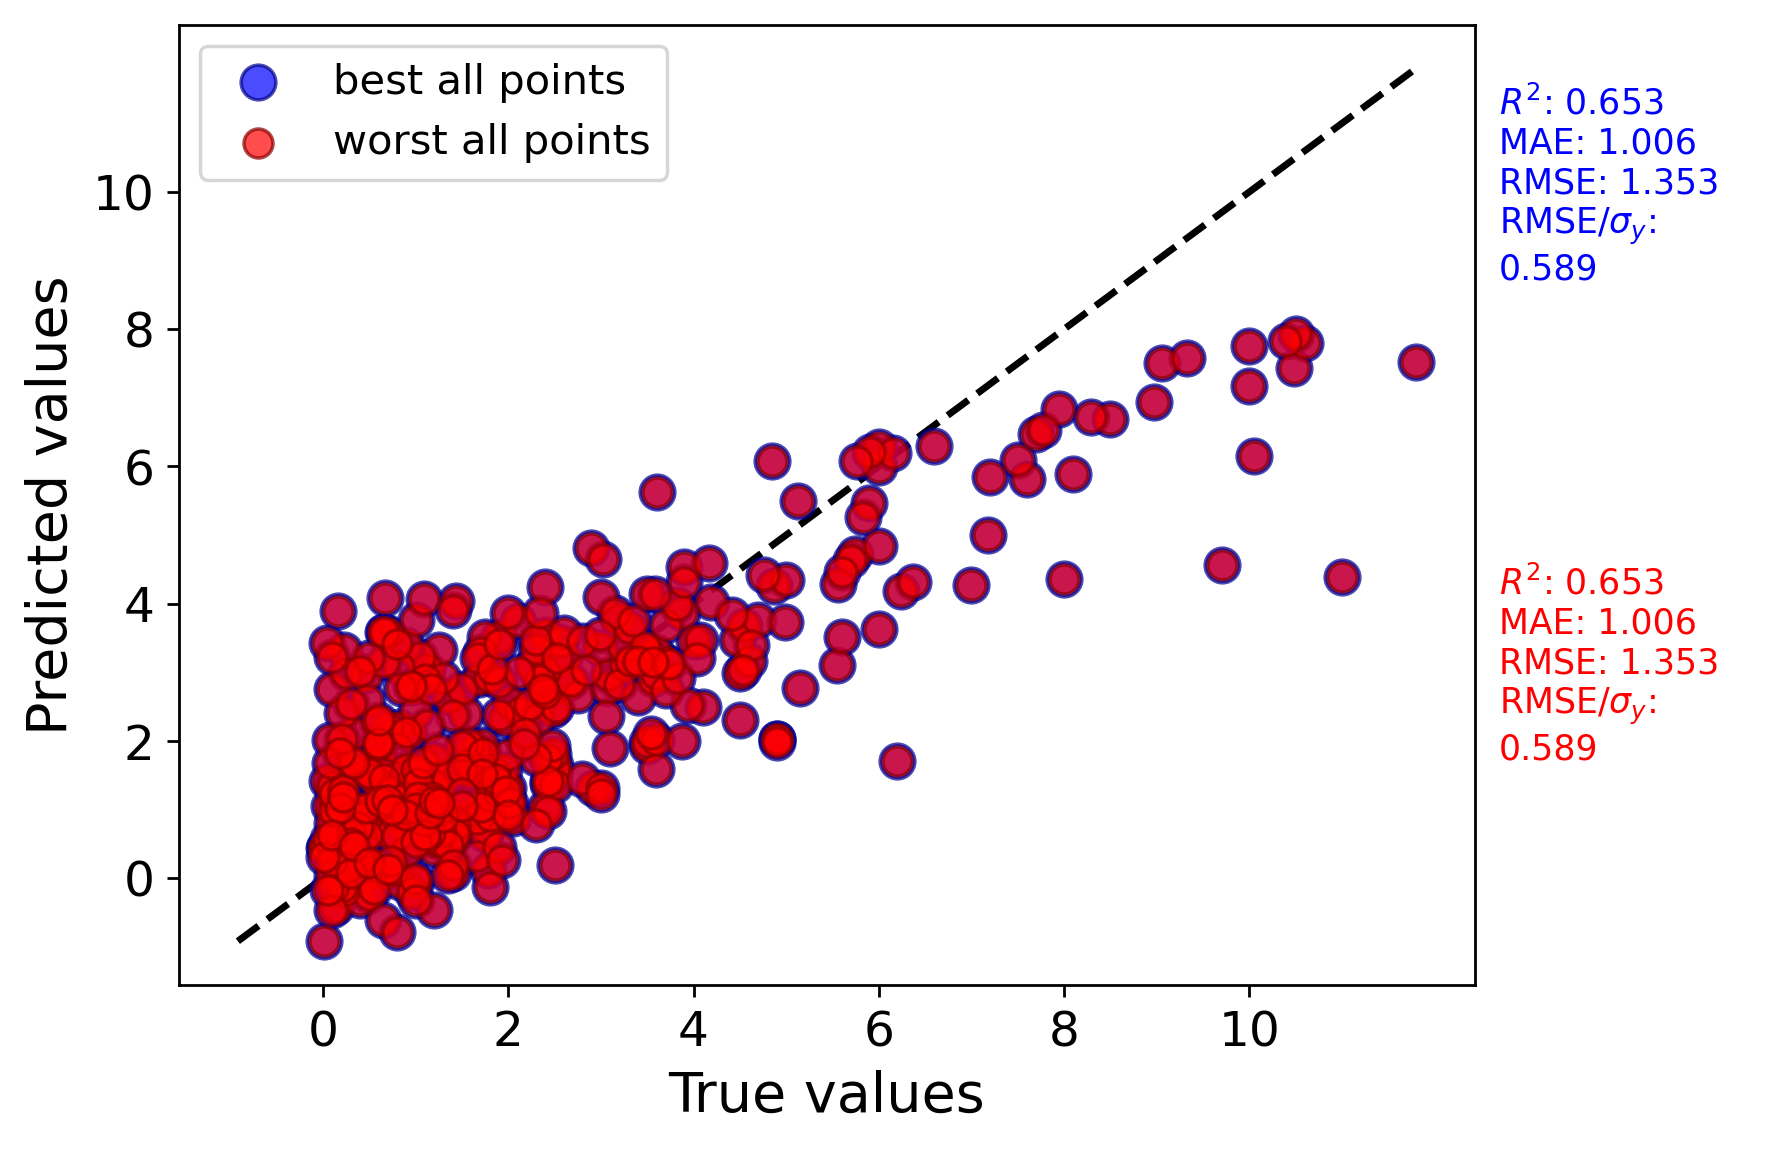 best all points
worst all points
10
8
6
4
2
0
Predicted values
0 2 4 6 8 10
True values
R²: 0.653
MAE: 1.006
RMSE: 1.353
RMSE/σ_y:
0.589
R²: 0.653
MAE: 1.006
RMSE: 1.353
RMSE/σ_y:
0.589